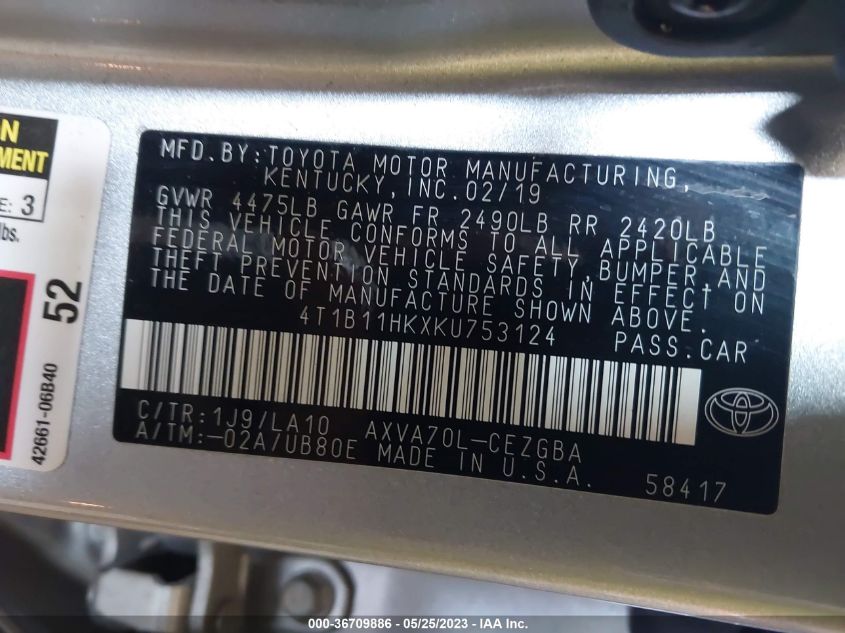 N
MENT
E: 3
lbs.
52
42661-06B40
MFD.BY:TOYOTA MOTOR MANUFACTURING,
KENTUCKY, INC. 02/19
GVWR 4475LB GAWR FR 2490LB RR 2420LB
THIS VEHICLE CONFORMS TO ALL APPLICABLE
FEDERAL MOTOR VEHICLE SAFETY, BUMPER, AND
THEFT PREVENTION STANDARDS IN EFFECT ON
THE DATE OF MANUFACTURE SHOWN ABOVE.
4T1B11HKXKU753124 PASS.CAR
C/TR:1J9/LA10 AXVA70L-CEZGBA
A/TM:-02A/UB80E MADE IN U.S.A.
58417
000-36709886 - 05/25/2023 - IAA Inc.